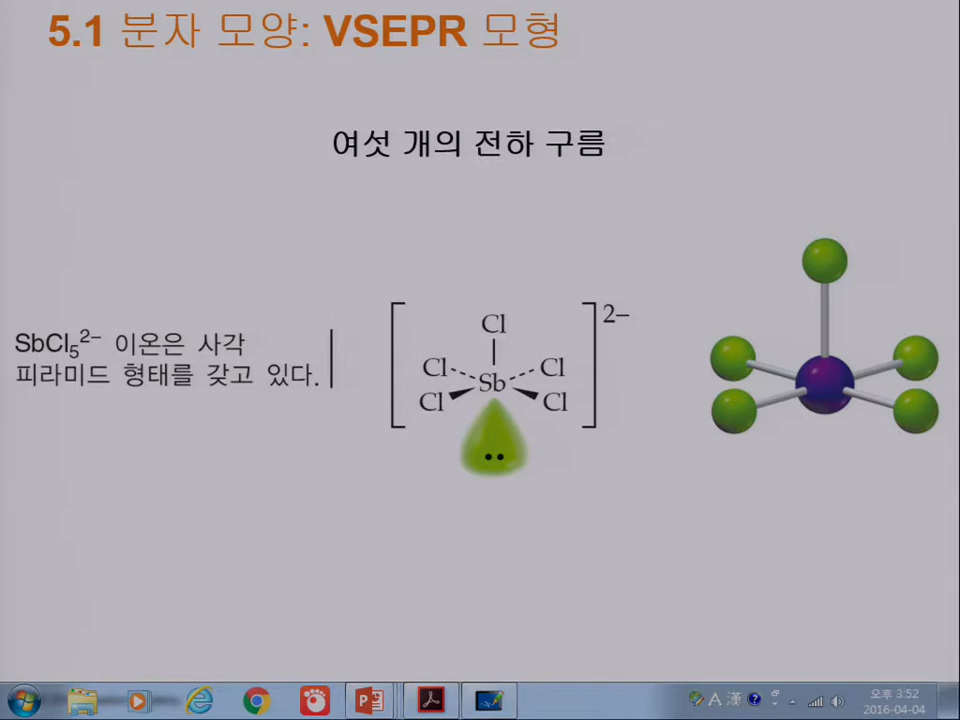 5.1 분자 모양: VSEPR 모형
여섯 개의 전하 구름
SbCl₅²⁻ 이온은 사각
피라미드 형태를 갖고 있다.
Cl
2–
Cl Cl
Sb
Cl Cl
A 漢
오후 3:52
2016-04-04